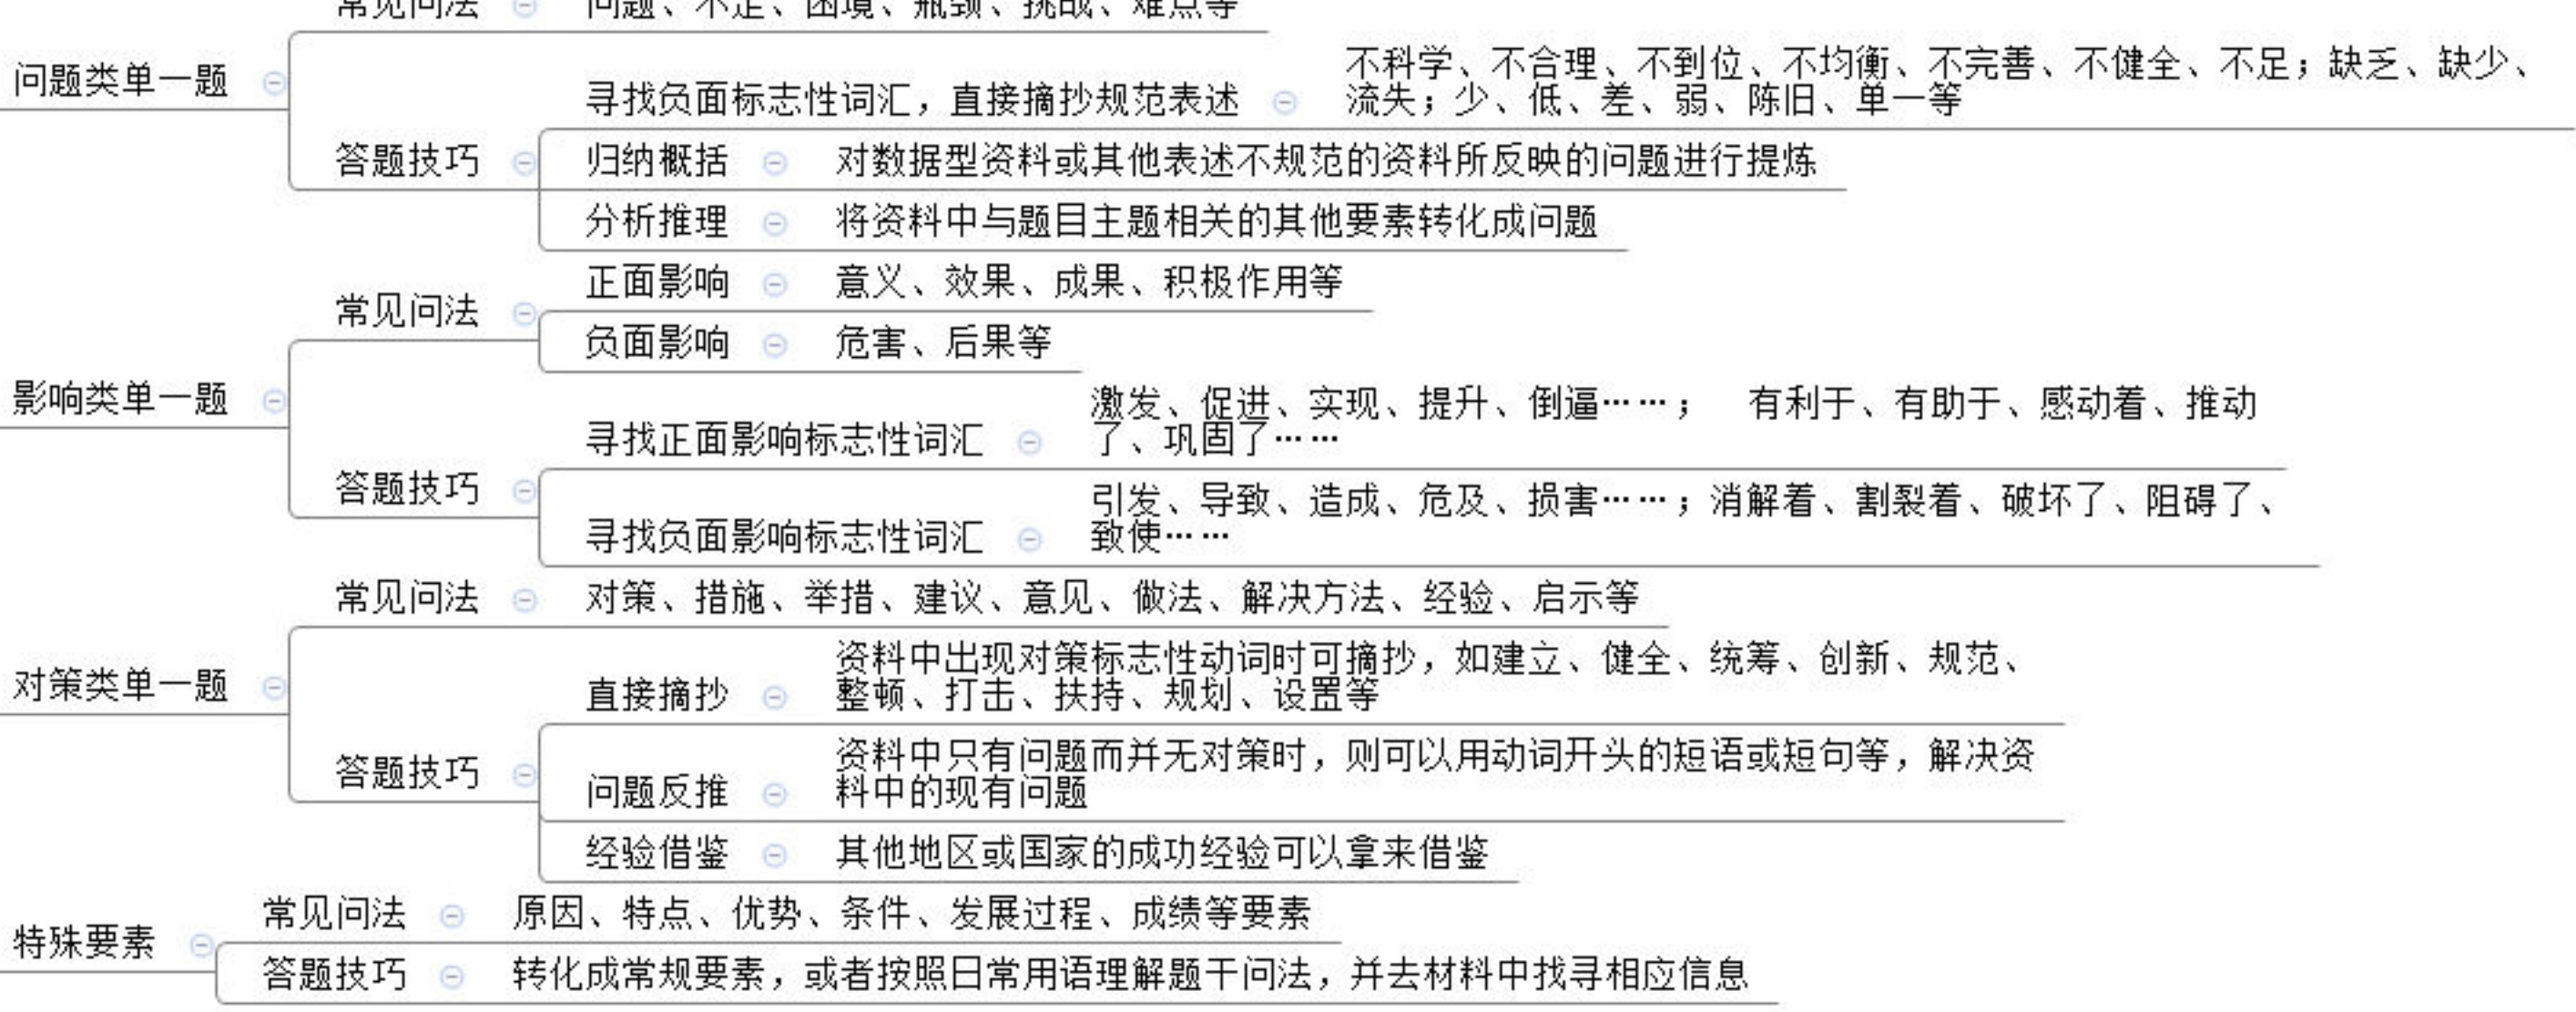 常见问法
问题、不足、困境、瓶颈、挑战、难点等
问题类单一题
不科学、不合理、不到位、不均衡、不完善、不健全、不足；缺乏、缺少、
寻找负面标志性词汇，直接摘抄规范表述
流失；少、低、差、弱、陈旧、单一等
答题技巧
归纳概括
对数据型资料或其他表述不规范的资料所反映的问题进行提炼
分析推理
将资料中与题目主题相关的其他要素转化成问题
影响类单一题
常见问法
正面影响
意义、效果、成果、积极作用等
负面影响
危害、后果等
答题技巧
寻找正面影响标志性词汇
激发、促进、实现、提升、倒逼……； 有利于、有助于、感动着、推动
了、巩固了……
寻找负面影响标志性词汇
引发、导致、造成、危及、损害……；消解着、割裂着、破坏了、阻碍了、
致使……
对策类单一题
常见问法
对策、措施、举措、建议、意见、做法、解决方法、经验、启示等
答题技巧
直接摘抄
资料中出现对策标志性动词时可摘抄，如建立、健全、统筹、创新、规范、
整顿、打击、扶持、规划、设置等
问题反推
资料中只有问题而并无对策时，则可以用动词开头的短语或短句等，解决资
料中的现有问题
经验借鉴
其他地区或国家的成功经验可以拿来借鉴
特殊要素
常见问法
原因、特点、优势、条件、发展过程、成绩等要素
答题技巧
转化成常规要素，或者按照日常用语理解题干问法，并去材料中找寻相应信息